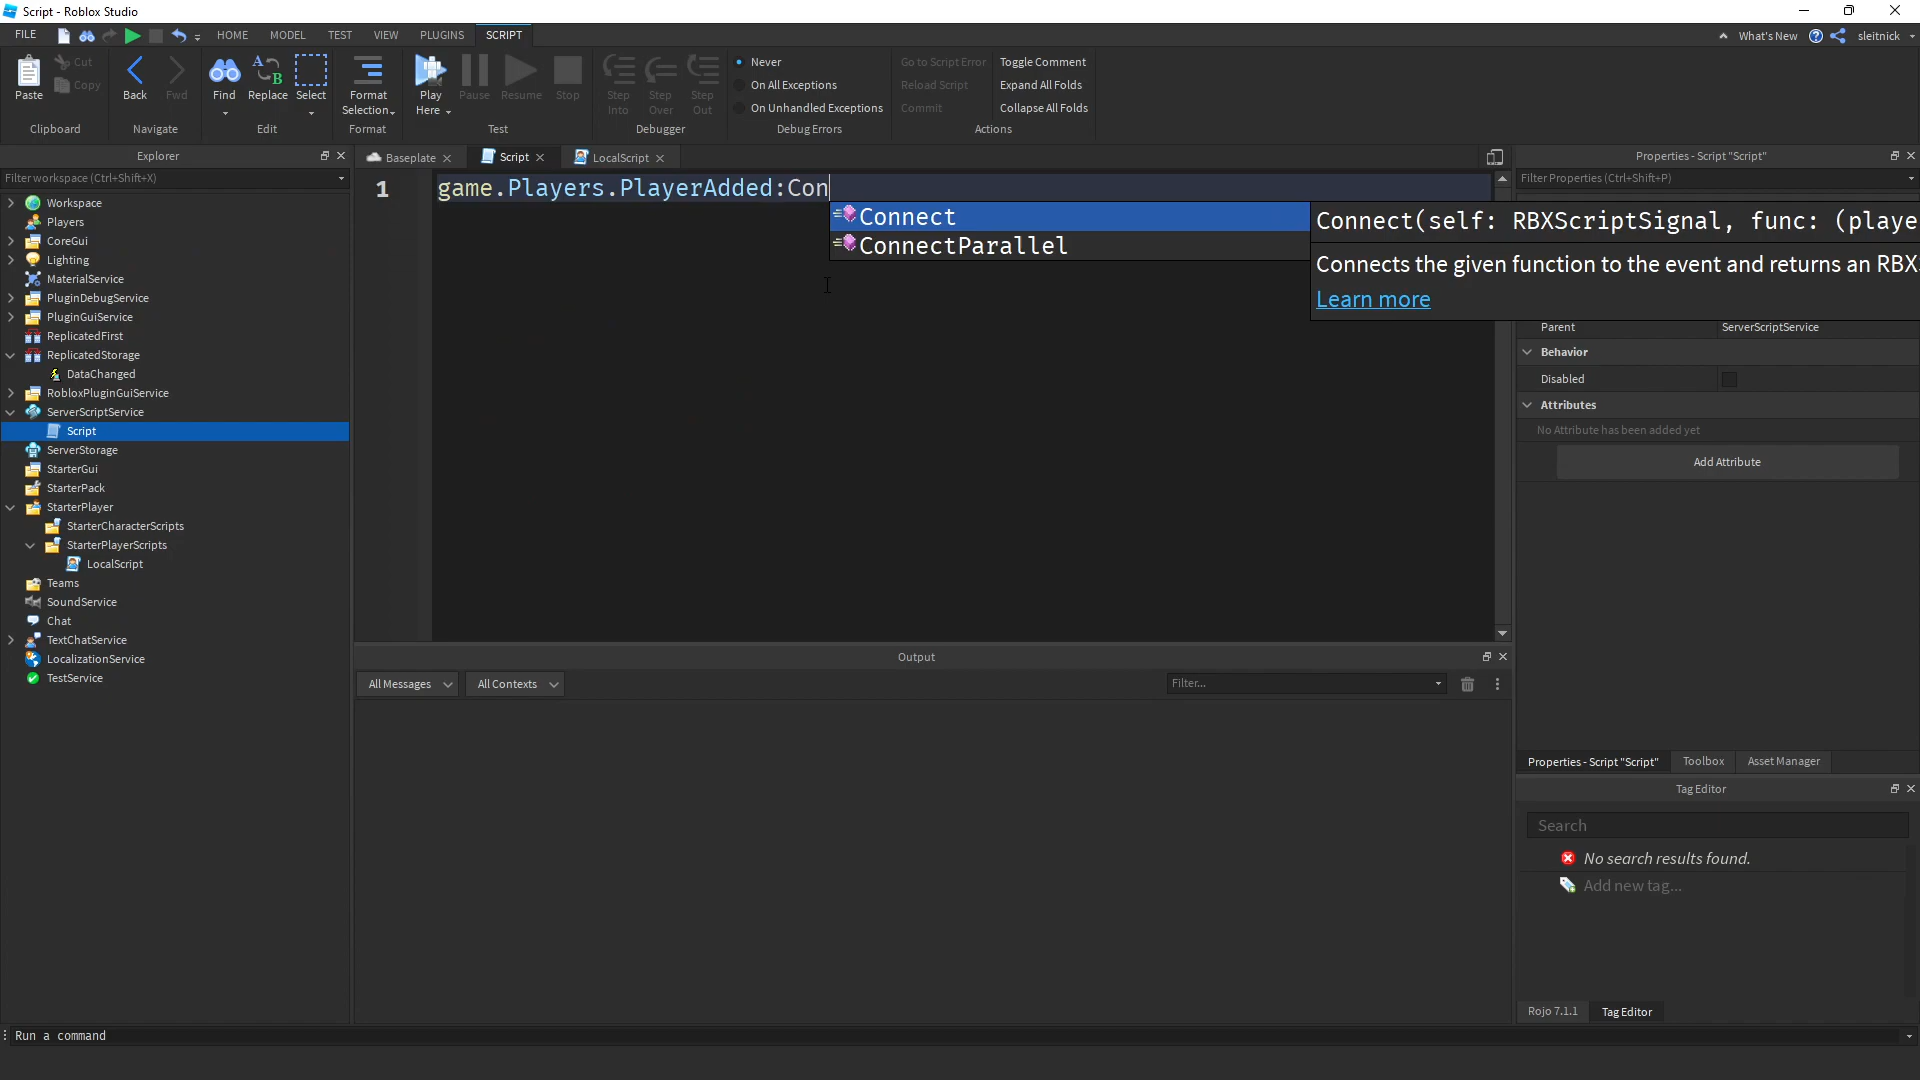 Script - Roblox Studio
FILE HOME MODEL TEST VIEW PLUGINS SCRIPT What's New sleitnick
Paste Cut Copy Back Fwd Find Replace Select Format Selection Play Here Pause Resume Stop Step Into Step Over Step Out
Never Go to Script Error Toggle Comment
On All Exceptions Reload Script Expand All Folds
On Unhandled Exceptions Commit Collapse All Folds
Clipboard Navigate Edit Format Test Debugger Debug Errors Actions
Explorer
Filter workspace (Ctrl+Shift+X)
Workspace
Players
CoreGui
Lighting
MaterialService
PluginDebugService
PluginGuiService
ReplicatedFirst
ReplicatedStorage
DataChanged
RobloxPluginGuiService
ServerScriptService
Script
ServerStorage
StarterGui
StarterPack
StarterPlayer
StarterCharacterScripts
StarterPlayerScripts
LocalScript
Teams
SoundService
Chat
TextChatService
LocalizationService
TestService
Baseplate Script LocalScript
1 game.Players.PlayerAdded:Con
Connect
ConnectParallel
Connect(self: RBXScriptSignal, func: (playe
Connects the given function to the event and returns an RBX
Learn more
Output
All Messages All Contexts Filter...
Properties - Script "Script"
Filter Properties (Ctrl+Shift+P)
Parent ServerScriptService
Behavior
Disabled
Attributes
No Attribute has been added yet
Add Attribute
Properties - Script "Script" Toolbox Asset Manager
Tag Editor
Search
No search results found.
Add new tag...
Rojo 7.1.1 Tag Editor
Run a command